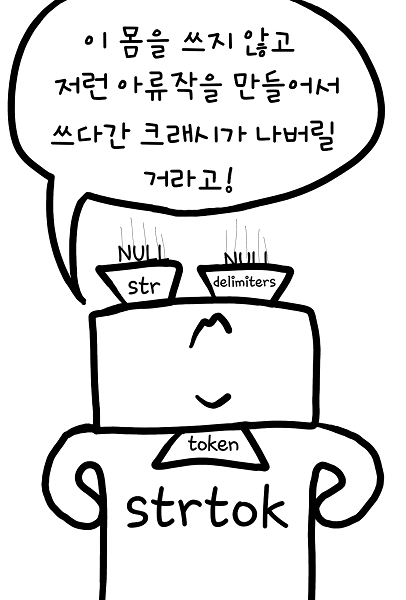 이 몸을 쓰지 않고
저런 아류작을 만들어서
쓰다간 크래시가 나버릴
거라고!
NULL
NULL
str
delimiters
token
strtok